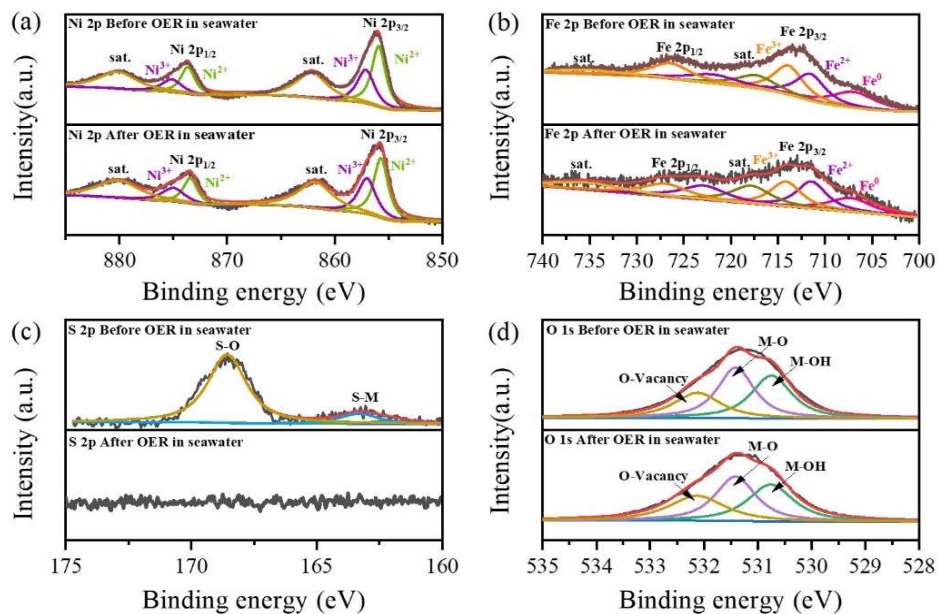 (a)
Ni 2p Before OER in seawater
Ni 2p3/2
Ni 2p1/2
sat.
Ni3+
Ni2+
sat.
Ni3+
Ni2+
Ni 2p After OER in seawater
Ni 2p3/2
sat.
Ni3+
Ni 2p1/2
Ni2+
sat.
Ni3+
Ni2+
Intensity(a.u.)
880 870 860 850
Binding energy (eV)
(b)
Fe 2p Before OER in seawater
Fe 2p3/2
sat.
Fe3+
Fe 2p1/2
sat.
Fe3+
Fe2+
Fe0
Fe 2p After OER in seawater
sat.
Fe 2p1/2
sat.
Fe3+
Fe 2p3/2
Fe2+
Fe0
Intensity(a.u.)
740 735 730 725 720 715 710 705 700
Binding energy (eV)
(c)
S 2p Before OER in seawater
S-O
S-M
S 2p After OER in seawater
Intensity (a.u.)
175 170 165 160
Binding energy (eV)
(d)
O 1s Before OER in seawater
M-O
M-OH
O-Vacancy
O 1s After OER in seawater
M-O
O-Vacancy
M-OH
Intensity(a.u.)
535 534 533 532 531 530 529 528
Binding energy (eV)